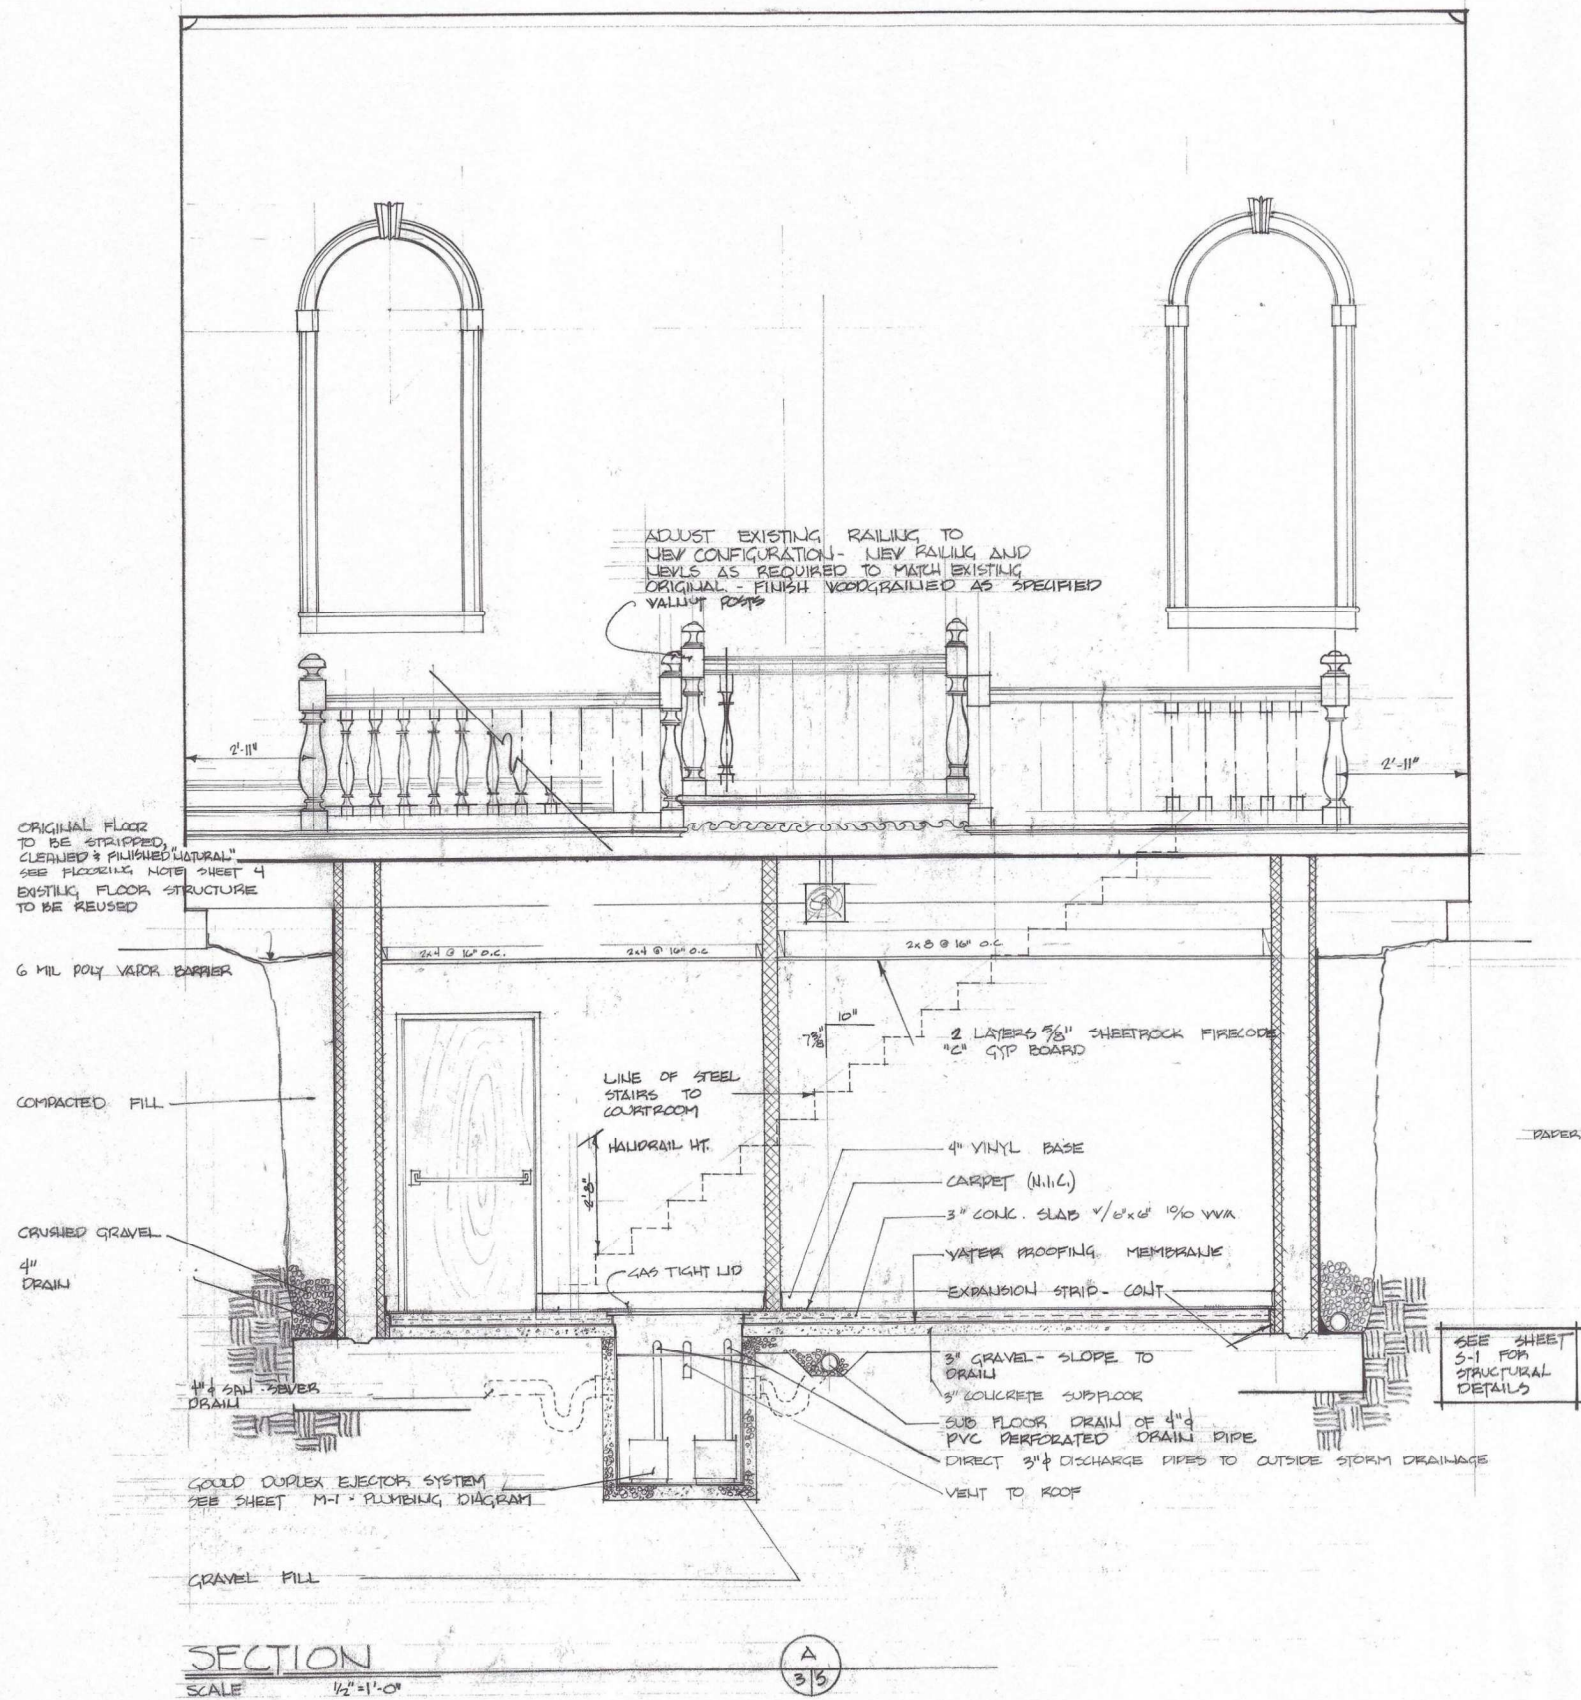 ADJUST EXISTING RAILING TO
NEW CONFIGURATION- NEW RAILING AND
NEWLS AS REQUIRED TO MATCH EXISTING
ORIGINAL - FINISH WOODGRAINED AS SPECIFIED
WALNUT POSTS
2'-11"
2'-11"
ORIGINAL FLOOR
TO BE STRIPPED,
CLEANED & FINISHED "NATURAL"
SEE FLOORING NOTE SHEET 4
EXISTING FLOOR STRUCTURE
TO BE REUSED
2x4 @ 16" O.C.
2x4 @ 16" O.C.
2x8 @ 16" O.C.
6 MIL POLY VAPOR BARRIER
10"
7 3/8"
2 LAYERS 5/8" SHEETROCK FIRECODE
"C" GYP BOARD
LINE OF STEEL
STAIRS TO
COURTROOM
COMPACTED FILL
HANDRAIL HT.
2'8"
4" VINYL BASE
CARPET (N.I.C.)
3" CONC. SLAB W/ 6"x6" 10/10 WWM
WATER PROOFING MEMBRANE
EXPANSION STRIP- CONT.
CRUSHED GRAVEL
4"
DRAIN
GAS TIGHT LID
SEE SHEET
S-1 FOR
STRUCTURAL
DETAILS
3" GRAVEL- SLOPE TO
DRAIN
3" CONCRETE SUBFLOOR
4"φ SAN-SEWER
DRAIN
SUB FLOOR DRAIN OF 4"φ
PVC PERFORATED DRAIN PIPE
DIRECT 3"φ DISCHARGE PIPES TO OUTSIDE STORM DRAINAGE
VENT TO ROOF
GOULD DUPLEX EJECTOR SYSTEM
SEE SHEET M-1 - PLUMBING DIAGRAM
GRAVEL FILL
SECTION
SCALE 1/2"=1'-0"
A
3 5